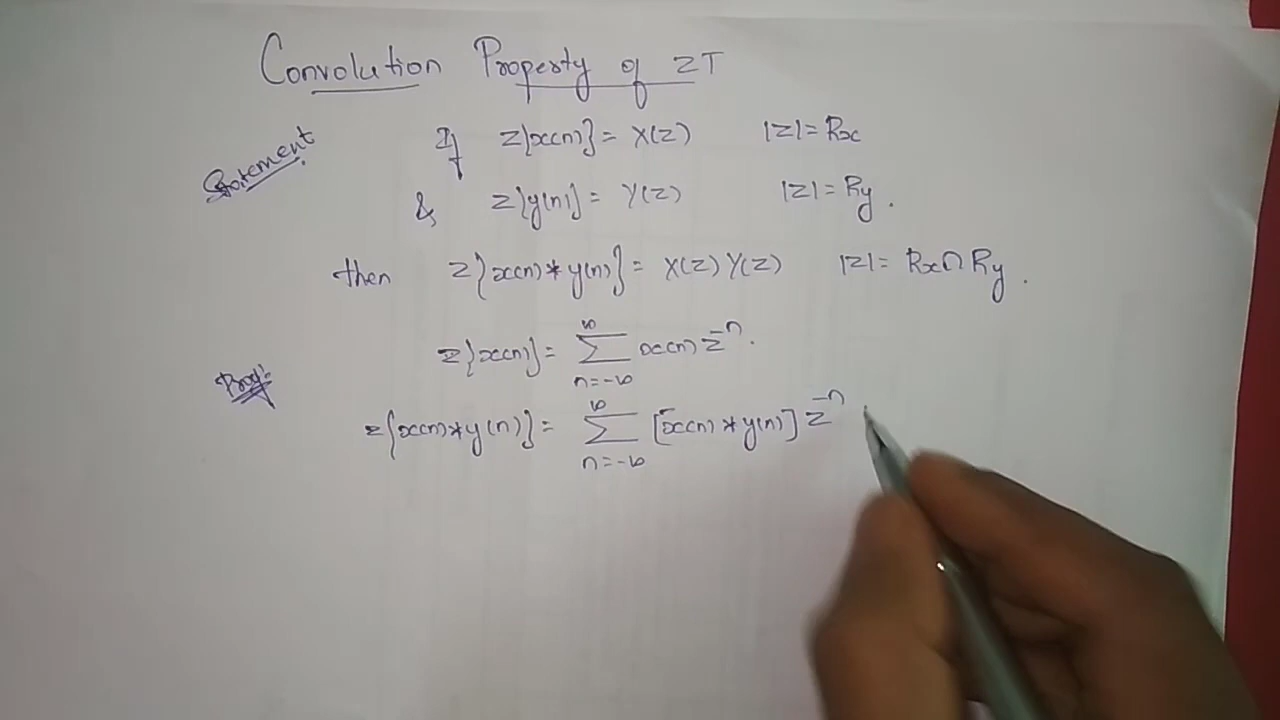 Convolution Property of ZT
Statement If Z{x(n)} = X(Z) |Z| = Rx
& Z{y(n)} = Y(Z) |Z| = Ry.
then Z{x(n) * y(n)} = X(Z) Y(Z) |Z| = Rx ∩ Ry.
Proof: Z{x(n)} = ∑_{n=-∞}^{∞} x(n) Z^{-n}.
Z{x(n) * y(n)} = ∑_{n=-∞}^{∞} [x(n) * y(n)] Z^{-n}